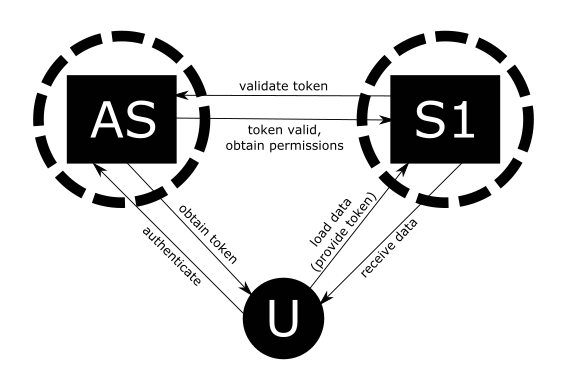 validate token
AS
S1
token valid,
obtain permissions
obtain token
authenticate
load data
(provide token)
receive data
U